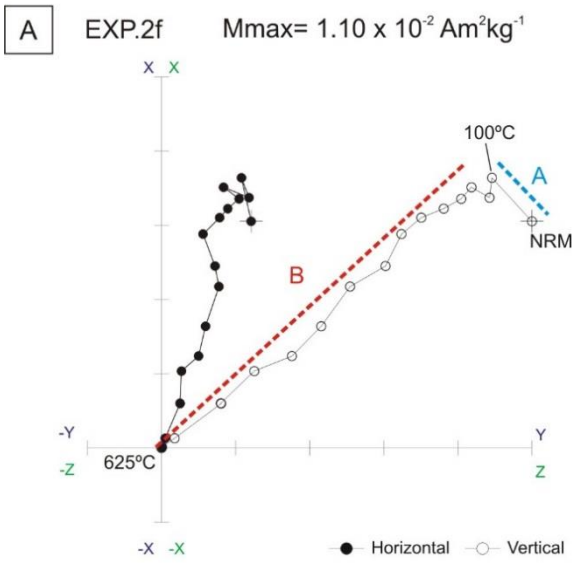 A EXP.2f Mmax= 1.10 x 10⁻² Am²kg⁻¹
X X
100ºC
A
NRM
B
-Y Y
625ºC
-Z Z
-X -X Horizontal Vertical